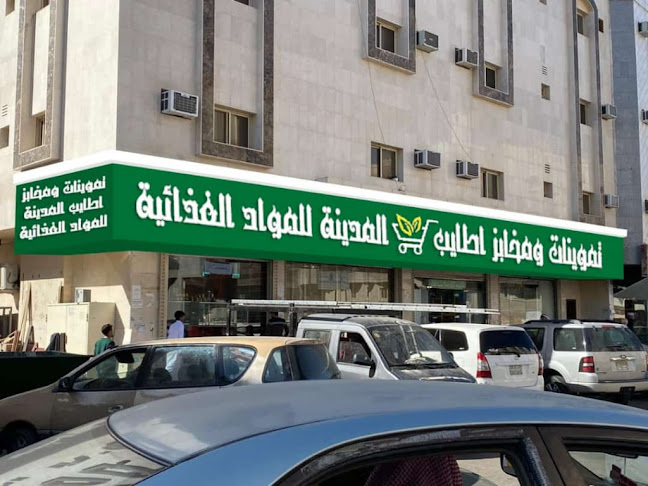 تموينات ومخابز اطايب المدينة للمواد الغذائية
تموينات ومخابز
اطايب المدينة
للمواد الغذائية